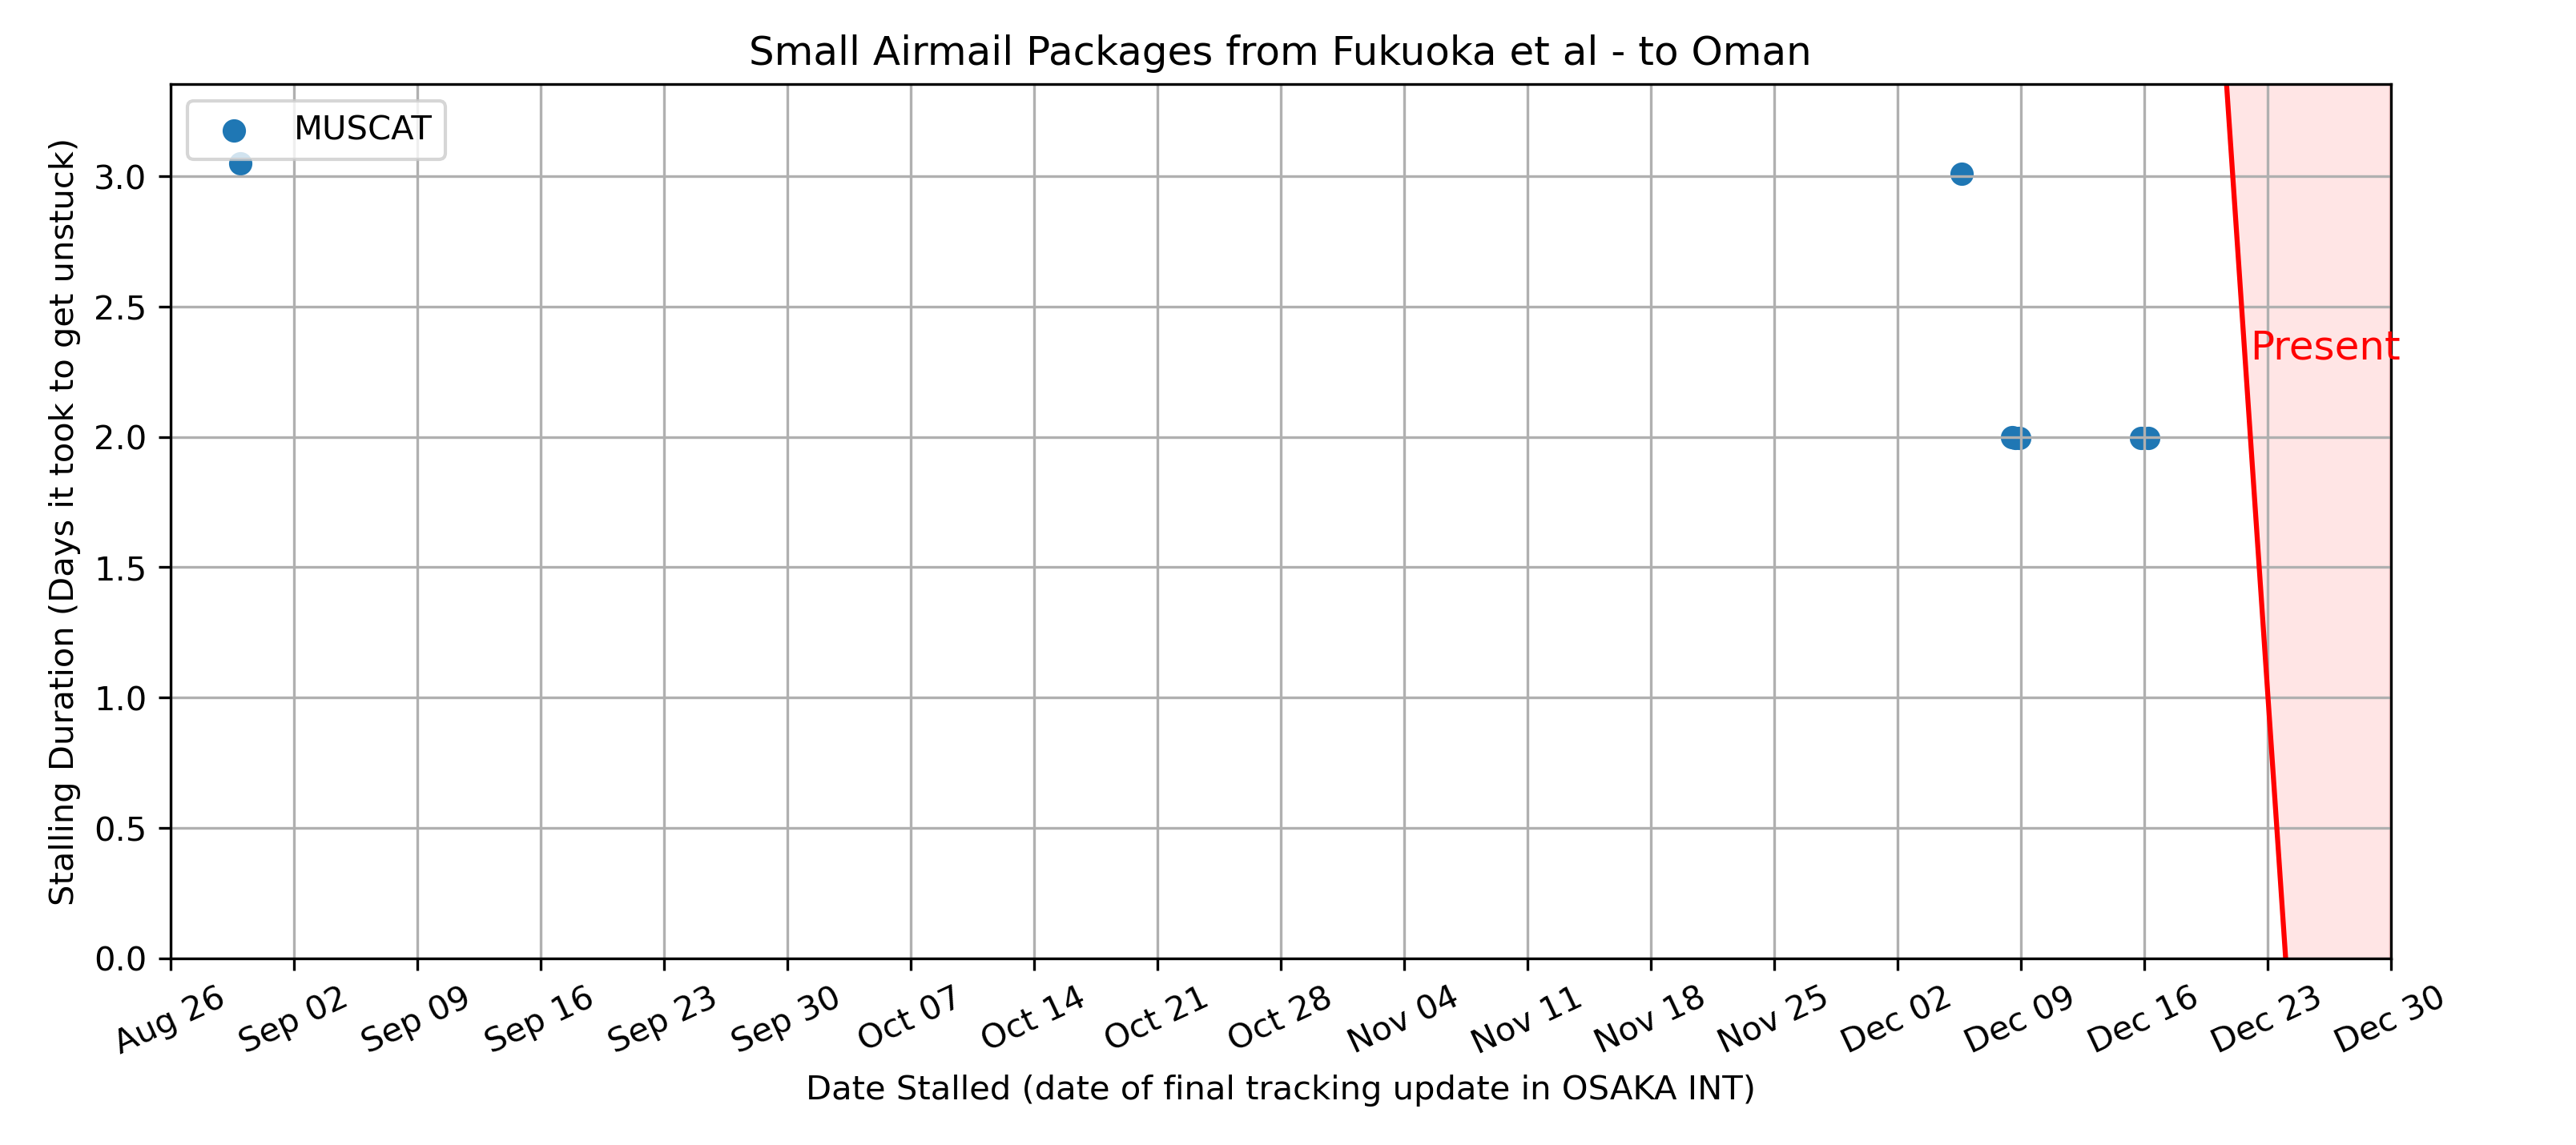 Small Airmail Packages from Fukuoka et al - to Oman
MUSCAT
Stalling Duration (Days it took to get unstuck)
3.0
2.5
2.0
1.5
1.0
0.5
0.0
Present
Aug 26
Sep 02
Sep 09
Sep 16
Sep 23
Sep 30
Oct 07
Oct 14
Oct 21
Oct 28
Nov 04
Nov 11
Nov 18
Nov 25
Dec 02
Dec 09
Dec 16
Dec 23
Dec 30
Date Stalled (date of final tracking update in OSAKA INT)